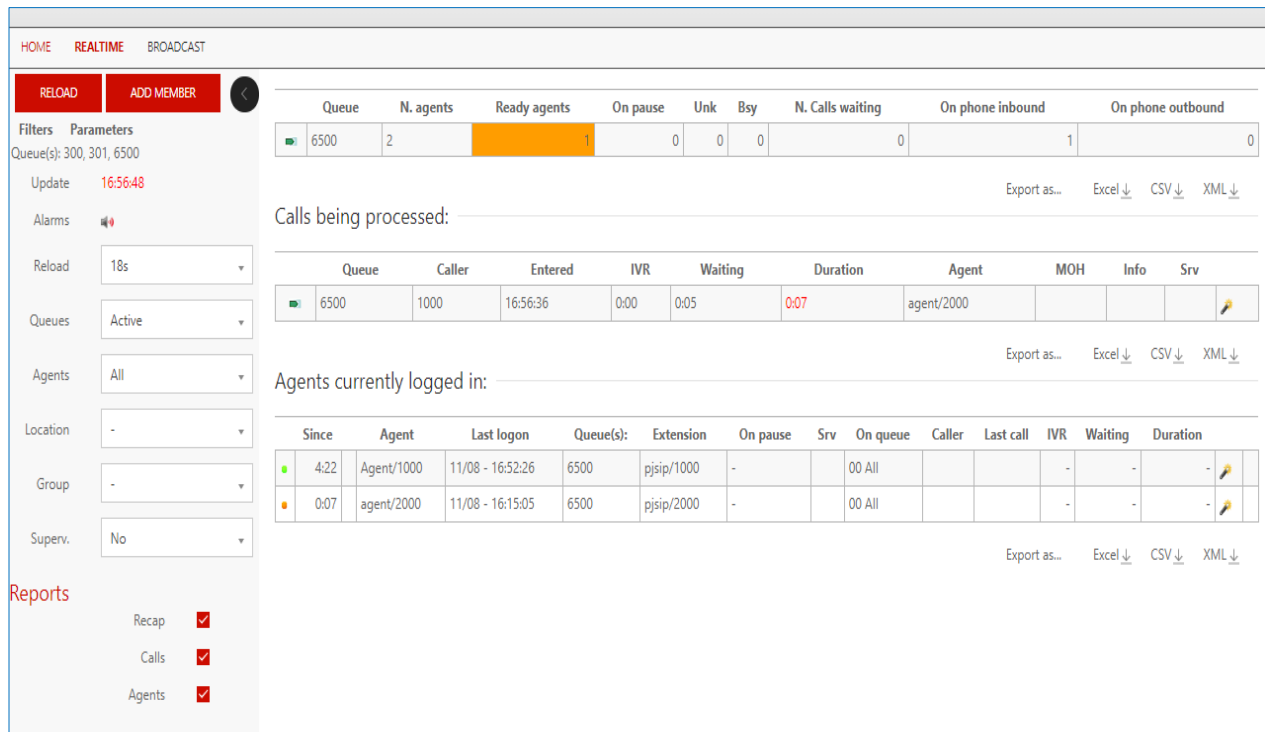 HOME REALTIME BROADCAST
RELOAD ADD MEMBER
Filters Parameters
Queue(s): 300, 301, 6500
Update 16:56:48
Alarms
Reload 18s
Queues Active
Agents All
Location -
Group -
Superv. No
Reports
Recap
Calls
Agents
Queue N. agents Ready agents On pause Unk Bsy N. Calls waiting On phone inbound On phone outbound
6500 2 1 0 0 0 0 1 0
Export as... Excel CSV XML
Calls being processed:
Queue Caller Entered IVR Waiting Duration Agent MOH Info Srv
6500 1000 16:56:36 0:00 0:05 0:07 agent/2000
Export as... Excel CSV XML
Agents currently logged in:
Since Agent Last logon Queue(s): Extension On pause Srv On queue Caller Last call IVR Waiting Duration
4:22 Agent/1000 11/08 - 16:52:26 6500 pjsip/1000 - 00 All - - -
0:07 agent/2000 11/08 - 16:15:05 6500 pjsip/2000 - 00 All - - -
Export as... Excel CSV XML